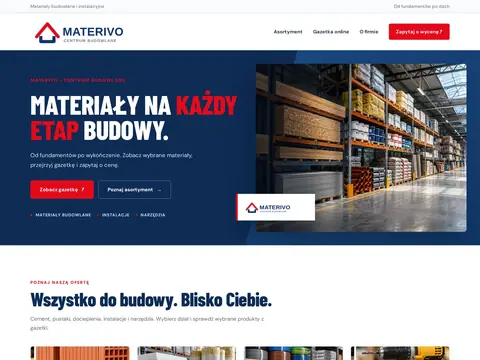 Materiały budowlane i instalacyjne
Od fundamentów po dach
MATERIVO
CENTRUM BUDOWLANE
Asortyment
Gazetka online
O firmie
Zapytaj o wycenę ↗
MATERIVO – CENTRUM BUDOWLANE
MATERIAŁY NA KAŻDY
ETAP BUDOWY.
Od fundamentów po wykończenie. Zobacz wybrane materiały,
przejrzyj gazetkę i zapytaj o cenę.
Zobacz gazetkę ↗
Poznaj asortyment →
MATERIAŁY BUDOWLANE
INSTALACJE
NARZĘDZIA
MATERIVO
CENTRUM BUDOWLANE
POZNAJ NASZĄ OFERTĘ
Wszystko do budowy. Blisko Ciebie.
Cement, pustaki, docieplenia, instalacje i narzędzia. Wybierz dział i sprawdź wybrane produkty z
gazetki.